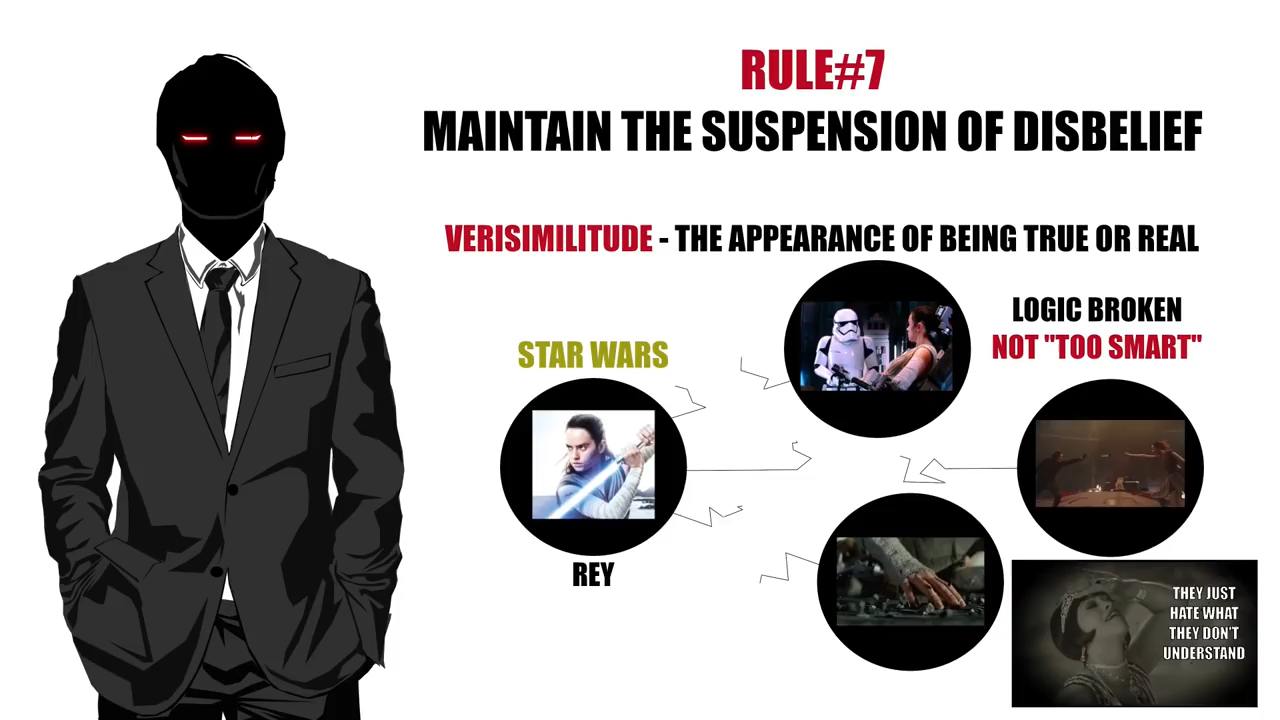 RULE#7
MAINTAIN THE SUSPENSION OF DISBELIEF
VERISIMILITUDE - THE APPEARANCE OF BEING TRUE OR REAL
LOGIC BROKEN
NOT "TOO SMART"
STAR WARS
REY
THEY JUST
HATE WHAT
THEY DON'T
UNDERSTAND